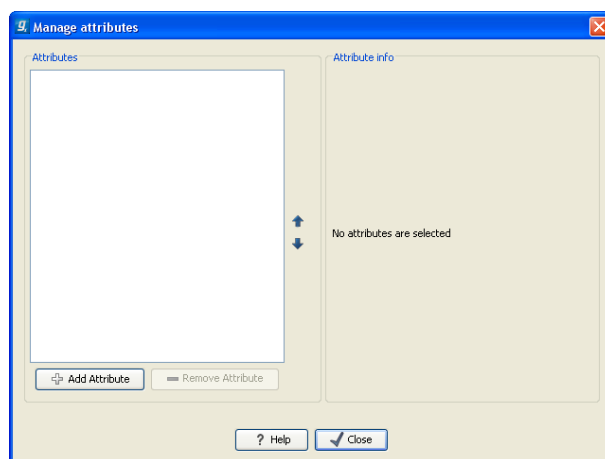 Manage attributes
Attributes
Attribute info
No attributes are selected
Add Attribute
Remove Attribute
? Help
Close